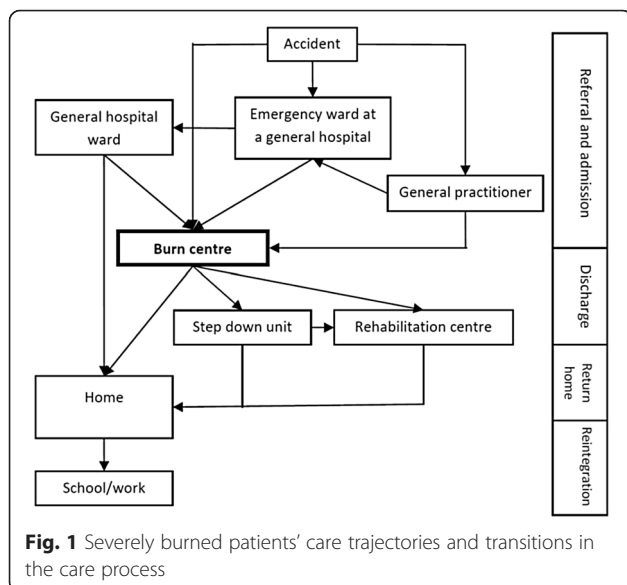 Accident
General hospital
ward
Emergency ward at
a general hospital
General practitioner
Burn centre
Step down unit
Rehabilitation centre
Home
School/work
Referral and admission
Discharge
Return
home
Reintegration
Fig. 1 Severely burned patients' care trajectories and transitions in
the care process